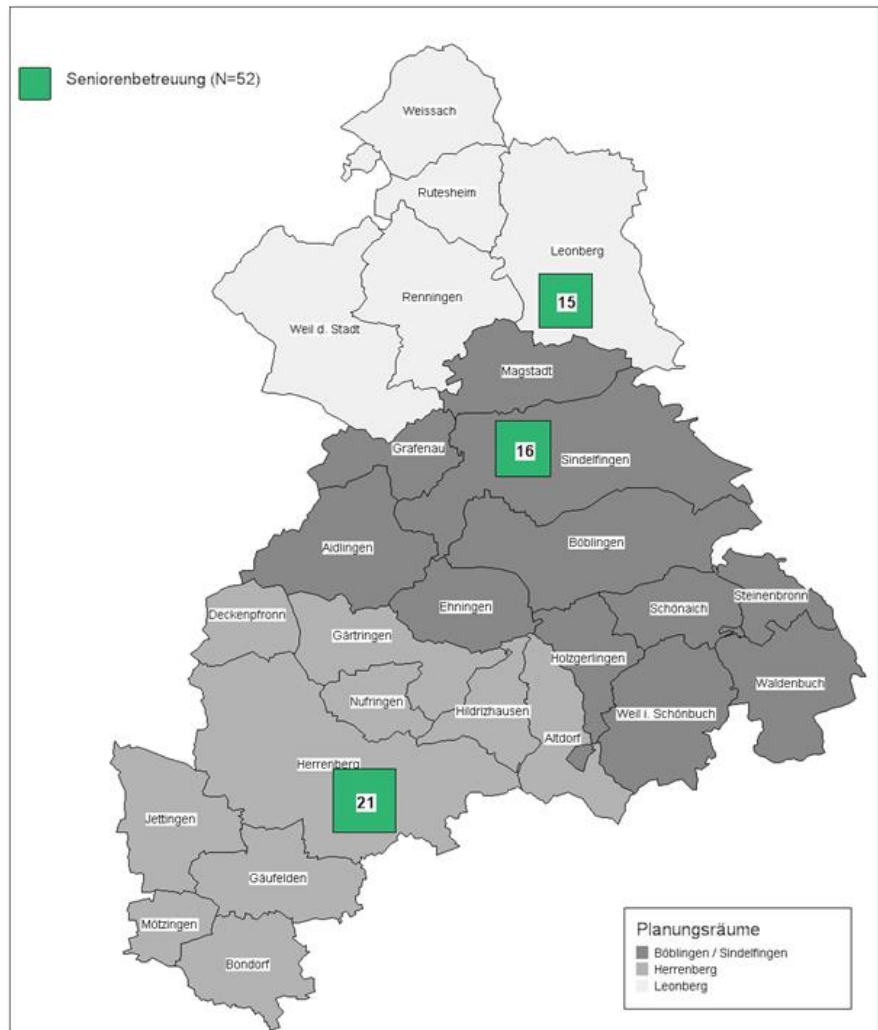 Seniorenbetreuung (N=52)
Weissach
Rutesheim
Leonberg
Renningen
15
Weil d. Stadt
Magstadt
Grafenau
16
Sindelfingen
Aidlingen
Böblingen
Ehningen
Schönaich
Steinenbronn
Deckenpfronn
Gärtringen
Holzgerlingen
Waldenbuch
Nufringen
Hildrizhausen
Weil i. Schönbuch
Altdorf
Herrenberg
21
Jettingen
Gäufelden
Mötzingen
Bondorf
Planungsräume
Böblingen / Sindelfingen
Herrenberg
Leonberg